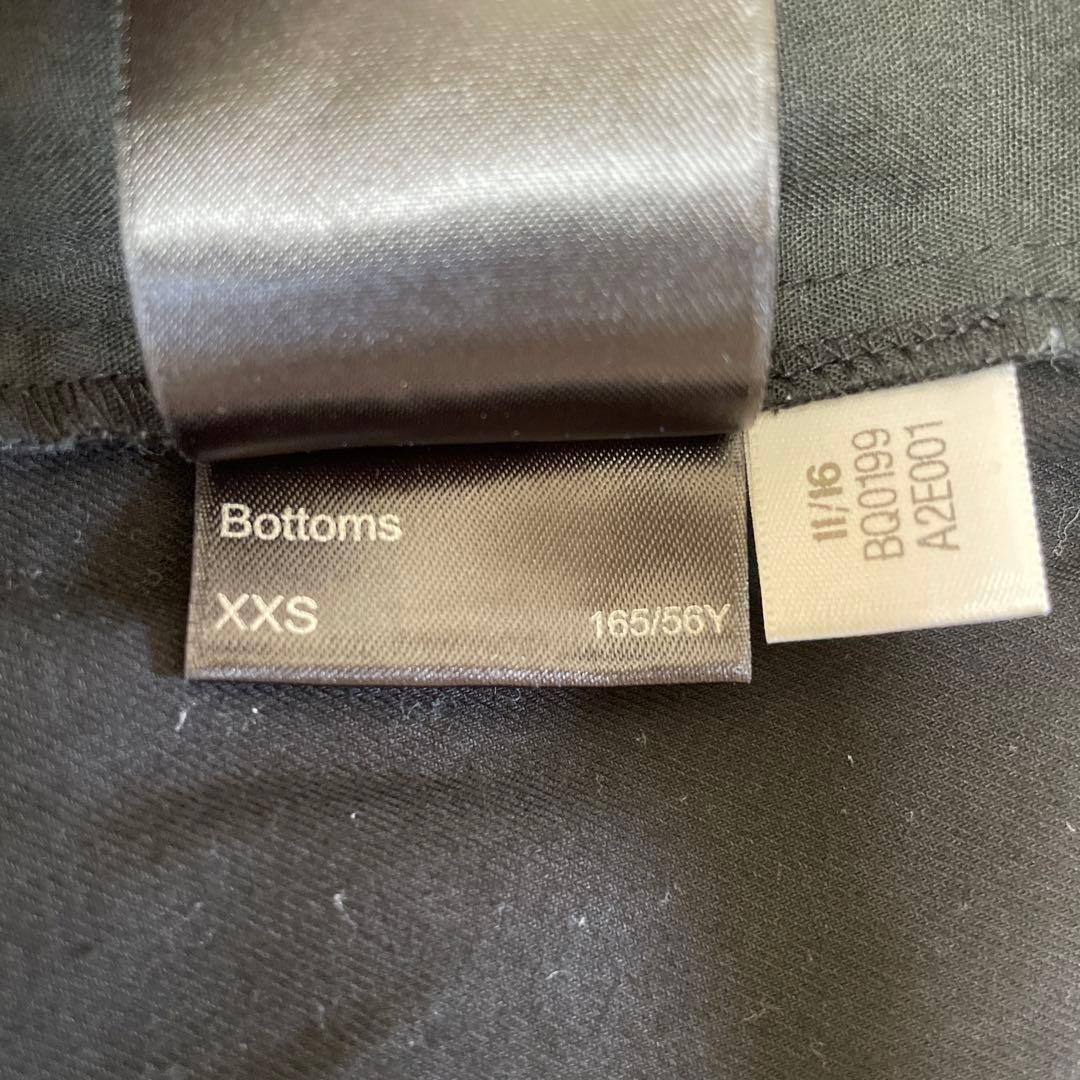 Bottoms
XXS
165/56Y
11/16
BQ0199
A2E001